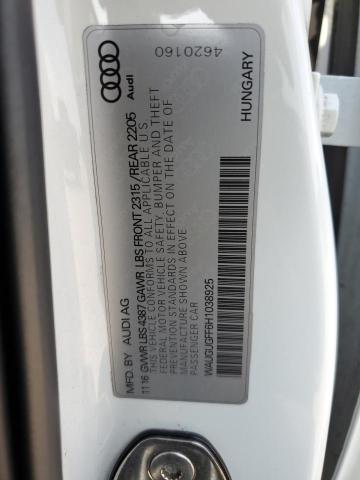 MFD. BY AUDI AG
11 16 GVWR LBS 4387 GAWR LBS FRONT 2315 / REAR 2205
THIS VEHICLE CONFORMS TO ALL APPLICABLE U S
FEDERAL MOTOR VEHICLE SAFETY, BUMPER AND THEFT
PREVENTION STANDARDS IN EFFECT ON THE DATE OF
MANUFACTURE SHOWN ABOVE
PASSENGER CAR
WAUGUGFF6H1038925
Audi
4620160
HUNGARY